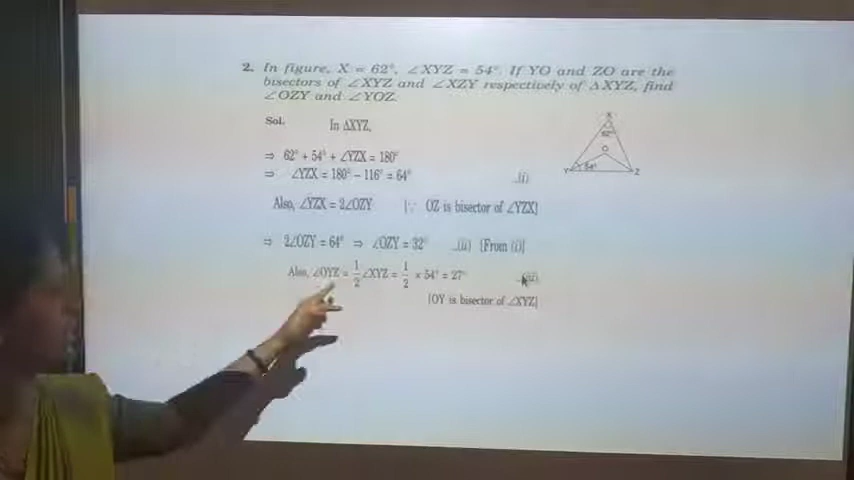 2. In figure, X = 62°, ∠XYZ = 54°. If YO and ZO are the
bisectors of ∠XYZ and ∠XZY respectively of ΔXYZ, find
∠OZY and ∠YOZ.
Sol. In ΔXYZ,
⇒ 62° + 54° + ∠YZX = 180°
⇒ ∠YZX = 180° − 116° = 64° ...(i)
Also, ∠YZX = 2∠OZY [∵ OZ is bisector of ∠YZX]
⇒ 2∠OZY = 64° ⇒ ∠OZY = 32° ...(ii) [From (i)]
Also, ∠OYZ = 1/2 ∠XYZ = 1/2 × 54° = 27° ...(iii)
[OY is bisector of ∠XYZ]
X
62°
O
Y 54° Z